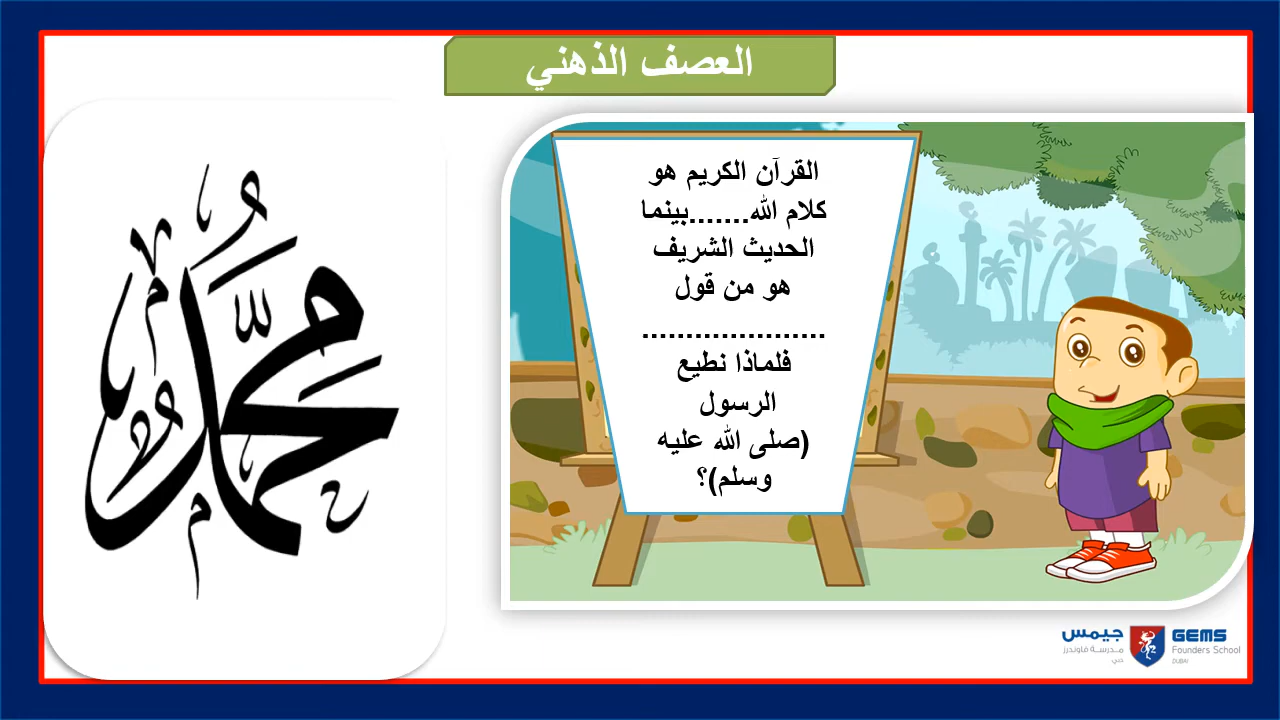 العصف الذهني
القرآن الكريم هو
كلام الله.......بينما
الحديث الشريف
هو من قول
.....................
فلماذا نطيع
الرسول
(صلى الله عليه
وسلم)؟
محمد
جيمس
مدرسة فاوندرز
دبي
GEMS
Founders School
DUBAI